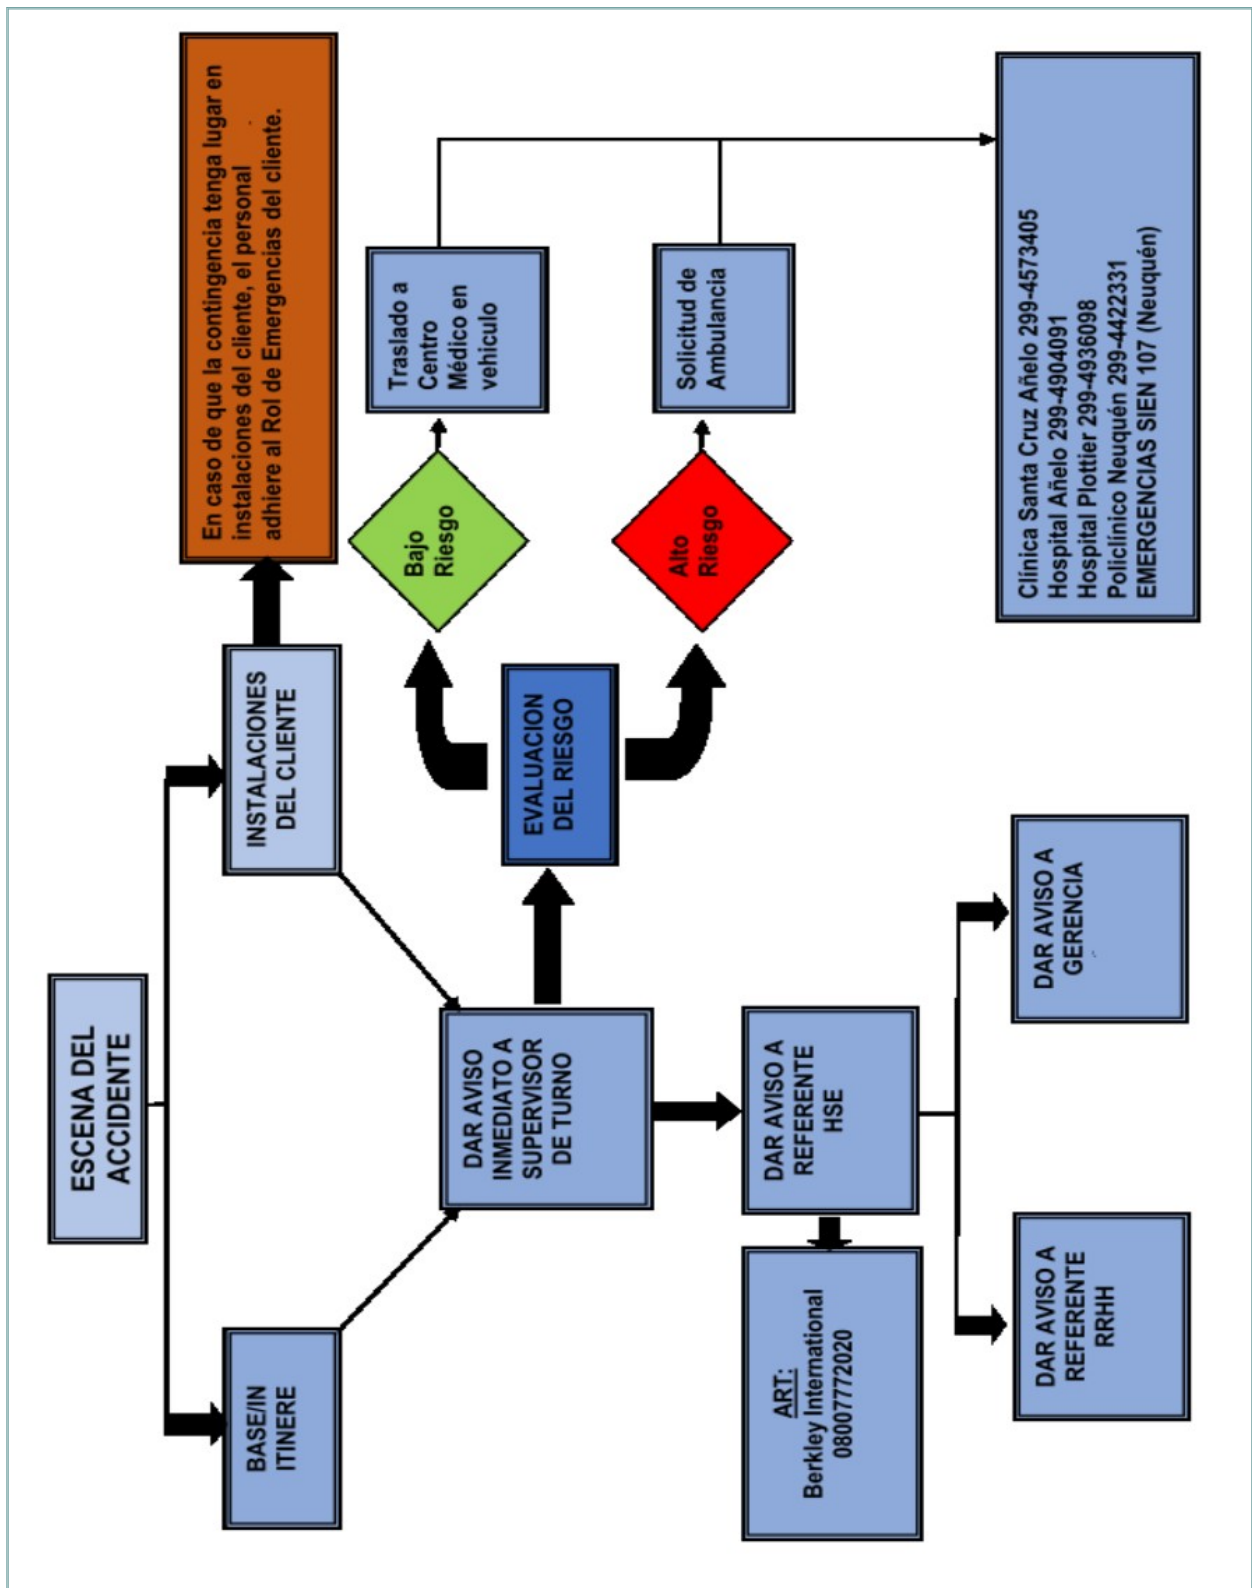 ESCENA DEL
ACCIDENTE
BASE/IN
ITINERE
INSTALACIONES
DEL CLIENTE
En caso de que la contingencia tenga lugar en
instalaciones del cliente, el personal
adhiere al Rol de Emergencias del cliente.
DAR AVISO
INMEDIATO A
SUPERVISOR
DE TURNO
EVALUACION
DEL RIESGO
Bajo
Riesgo
Traslado a
Centro
Médico en
vehiculo
Alto
Riesgo
Solicitud de
Ambulancia
ART:
Berkley International
08007772020
DAR AVISO A
REFERENTE
HSE
DAR AVISO A
REFERENTE
RRHH
DAR AVISO A
GERENCIA
Clínica Santa Cruz Añelo 299-4573405
Hospital Añelo 299-4904091
Hospital Plottier 299-4936098
Policlínico Neuquén 299-4422331
EMERGENCIAS SIEN 107 (Neuquén)